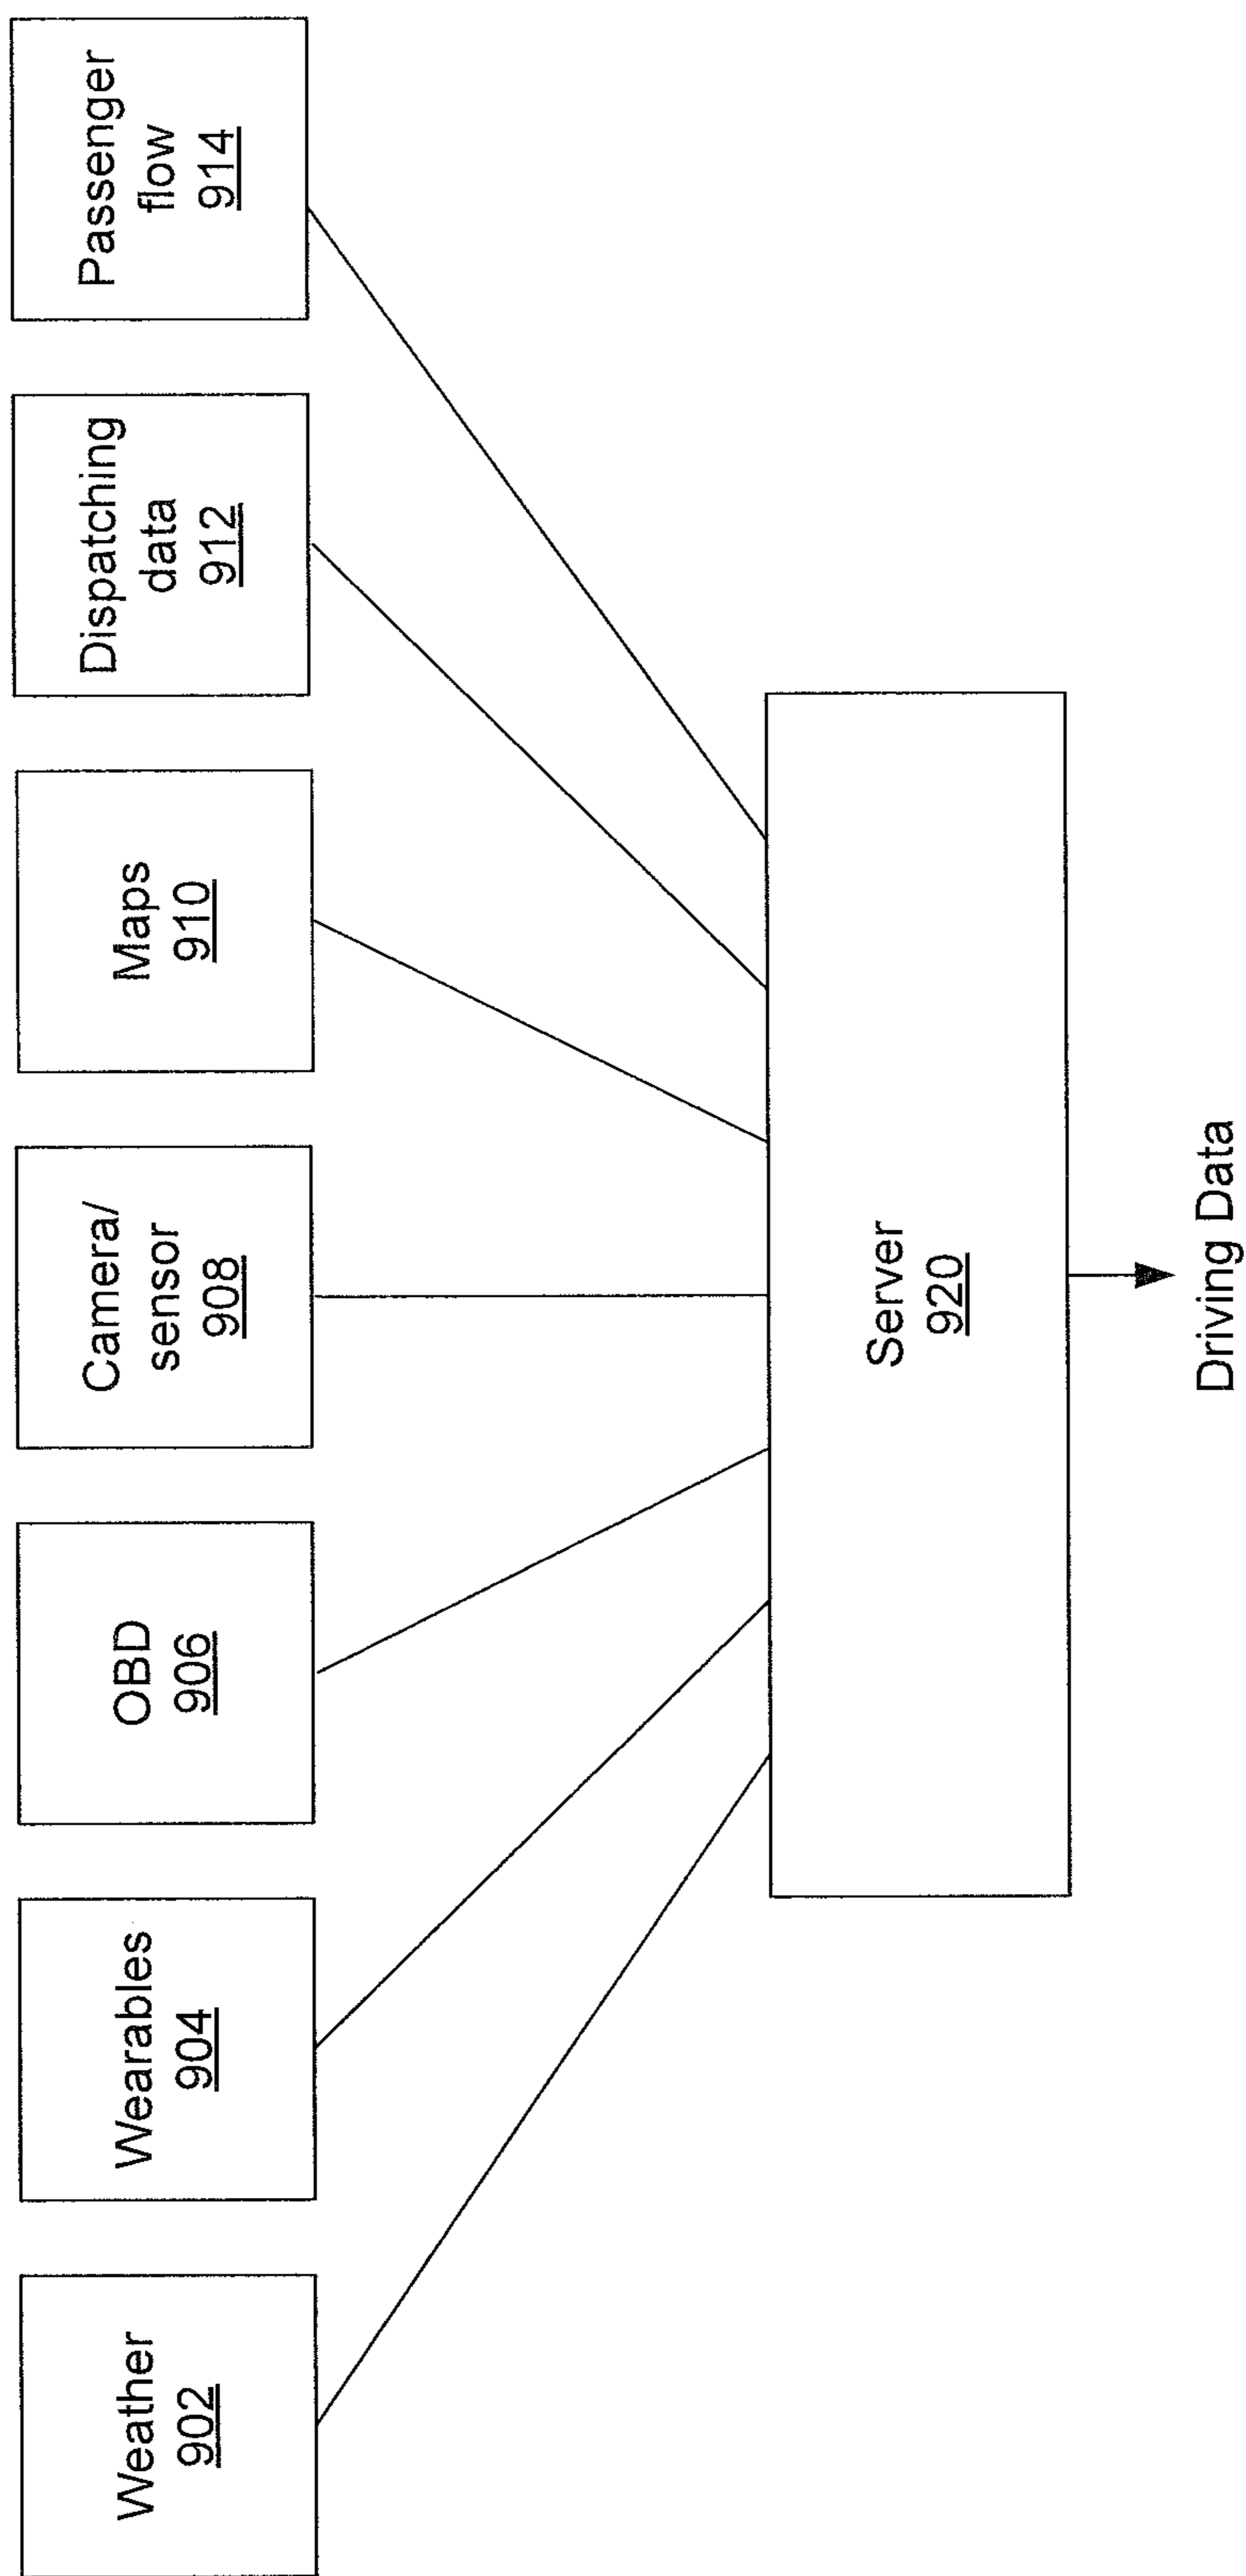 Weather
902
Wearables
904
OBD
906
Camera/
sensor
908
Maps
910
Dispatching
data
912
Passenger
flow
914
Server
920
Driving Data